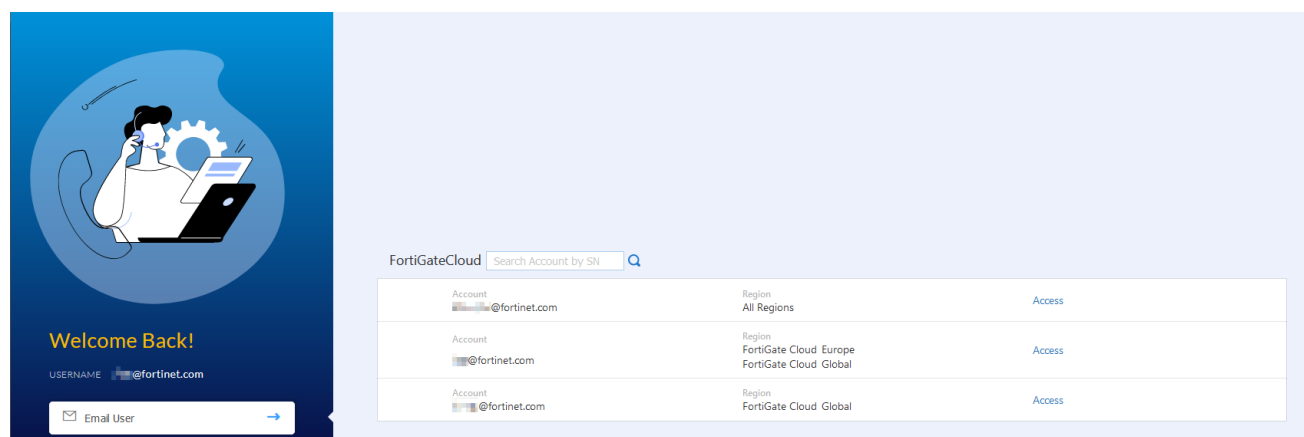 Welcome Back!
USERNAME @fortinet.com
Email User
FortiGateCloud Search Account by SN
Account Region
@fortinet.com All Regions Access
Account Region
@fortinet.com FortiGate Cloud Europe Access
FortiGate Cloud Global
Account Region
@fortinet.com FortiGate Cloud Global Access